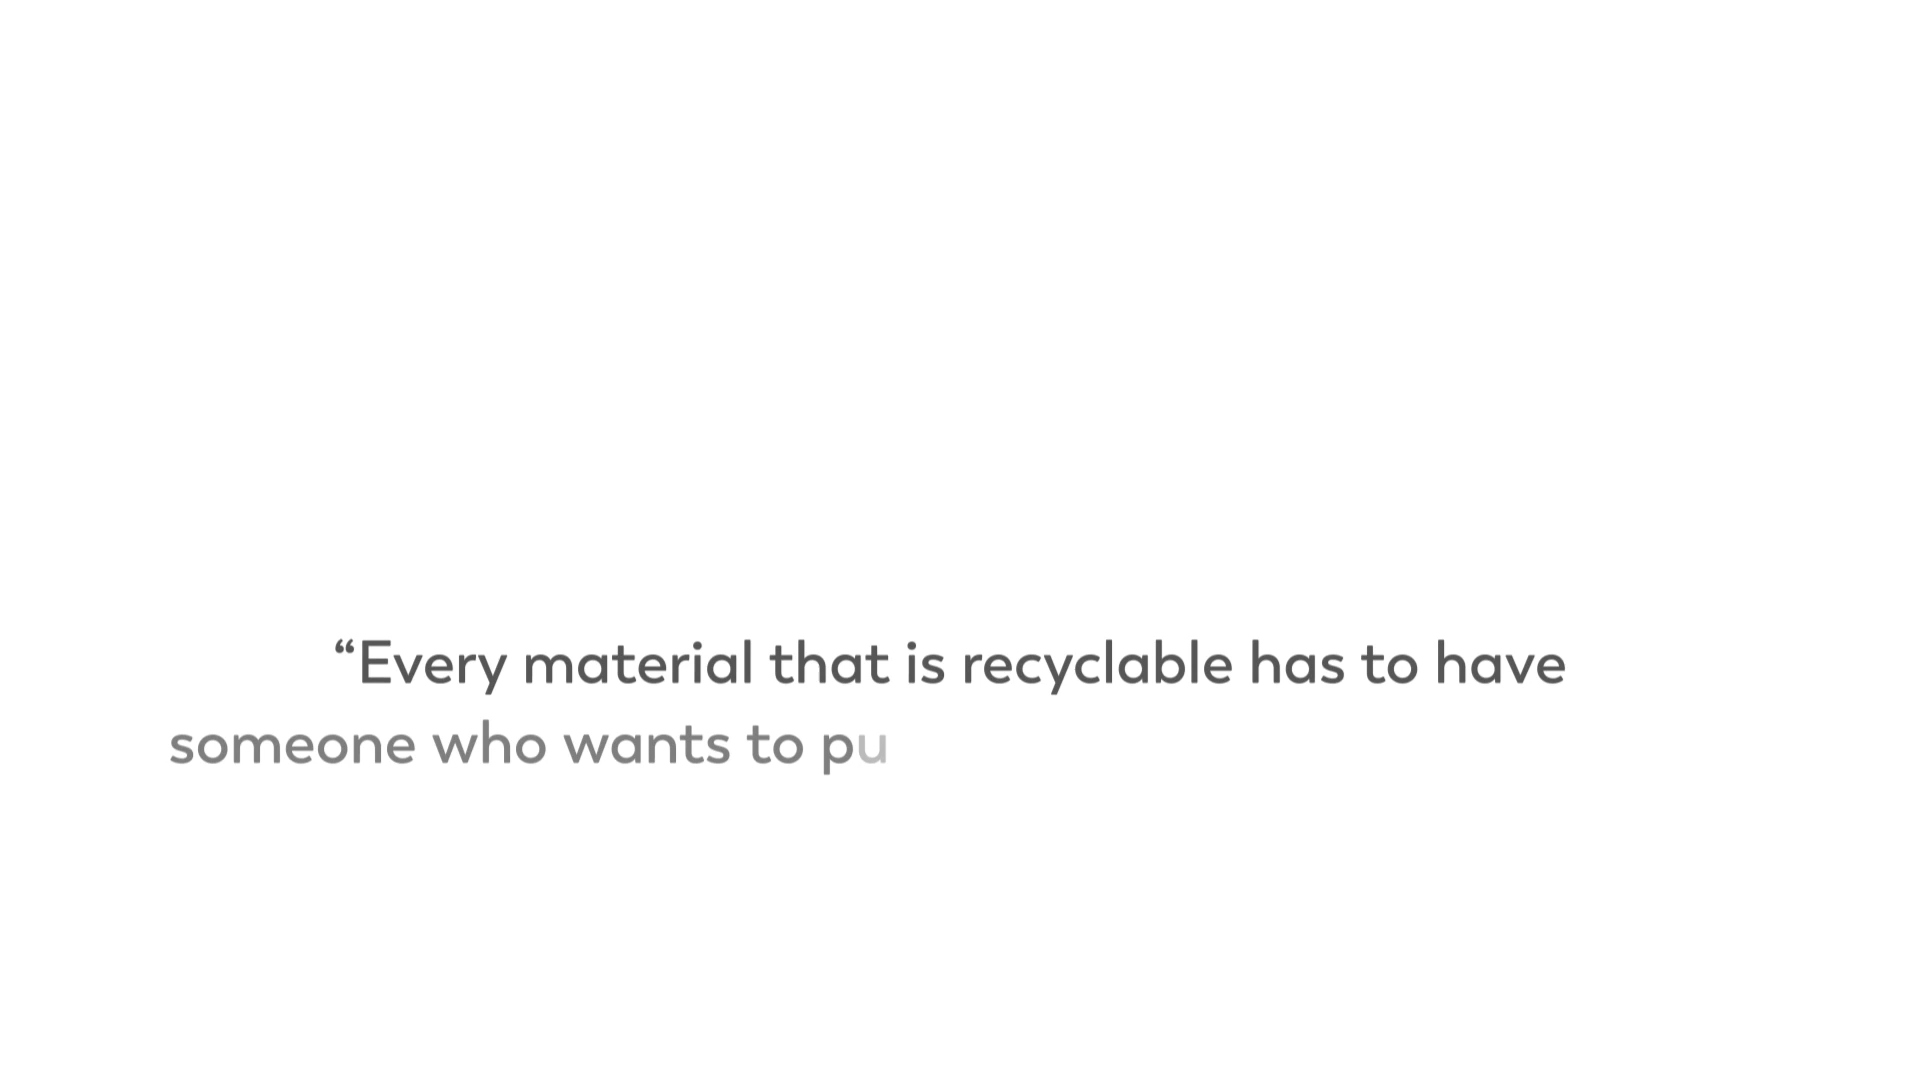 “Every material that is recyclable has to have
someone who wants to pu